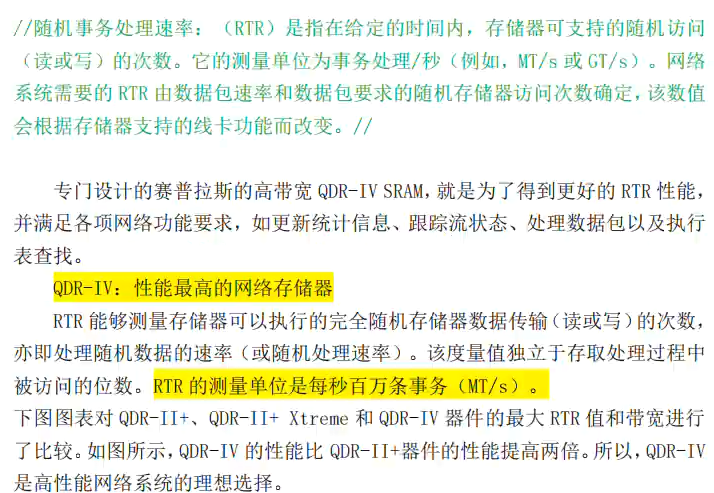 //随机事务处理速率：（RTR）是指在给定的时间内，存储器可支持的随机访问
（读或写）的次数。它的测量单位为事务处理/秒（例如，MT/s 或 GT/s）。网络
系统需要的 RTR 由数据包速率和数据包要求的随机存储器访问次数确定，该数值
会根据存储器支持的线卡功能而改变。//
专门设计的赛普拉斯的高带宽 QDR-IV SRAM，就是为了得到更好的 RTR 性能，
并满足各项网络功能要求，如更新统计信息、跟踪流状态、处理数据包以及执行
表查找。
QDR-IV：性能最高的网络存储器
RTR 能够测量存储器可以执行的完全随机存储器数据传输（读或写）的次数，
亦即处理随机数据的速率（或随机处理速率）。该度量值独立于存取处理过程中
被访问的位数。RTR 的测量单位是每秒百万条事务（MT/s）。
下图图表对 QDR-II+、QDR-II+ Xtreme 和 QDR-IV 器件的最大 RTR 值和带宽进行
了比较。如图所示，QDR-IV 的性能比 QDR-II+器件的性能提高两倍。所以，QDR-IV
是高性能网络系统的理想选择。